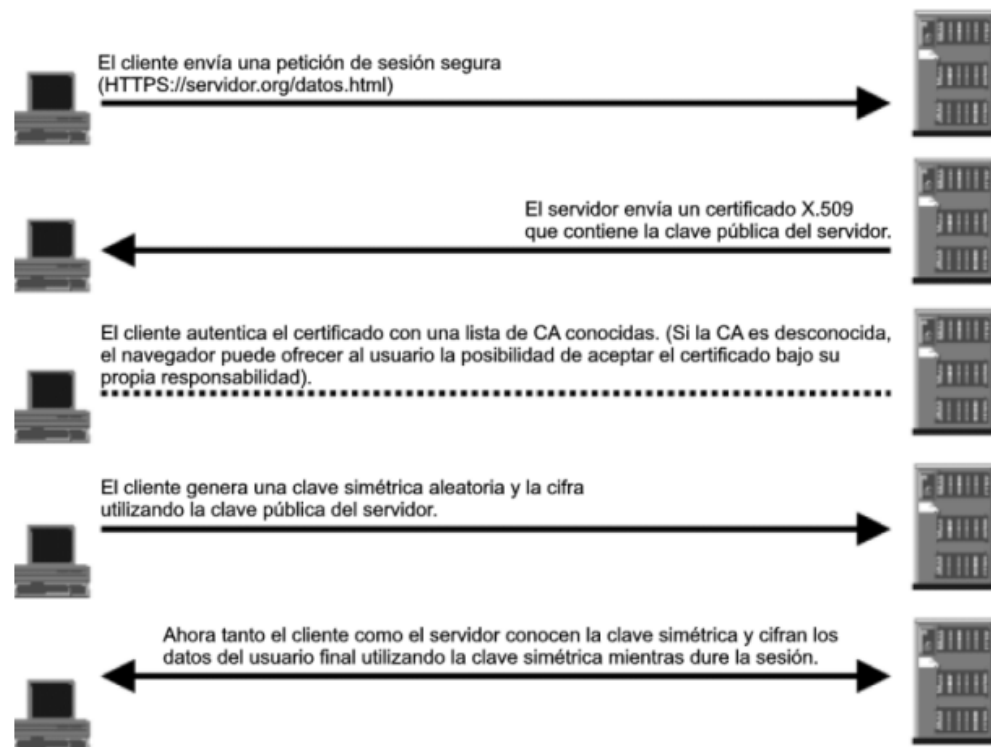 El cliente envía una petición de sesión segura
(HTTPS://servidor.org/datos.html)
El servidor envía un certificado X.509
que contiene la clave pública del servidor.
El cliente autentica el certificado con una lista de CA conocidas. (Si la CA es desconocida,
el navegador puede ofrecer al usuario la posibilidad de aceptar el certificado bajo su
propia responsabilidad).
El cliente genera una clave simétrica aleatoria y la cifra
utilizando la clave pública del servidor.
Ahora tanto el cliente como el servidor conocen la clave simétrica y cifran los
datos del usuario final utilizando la clave simétrica mientras dure la sesión.